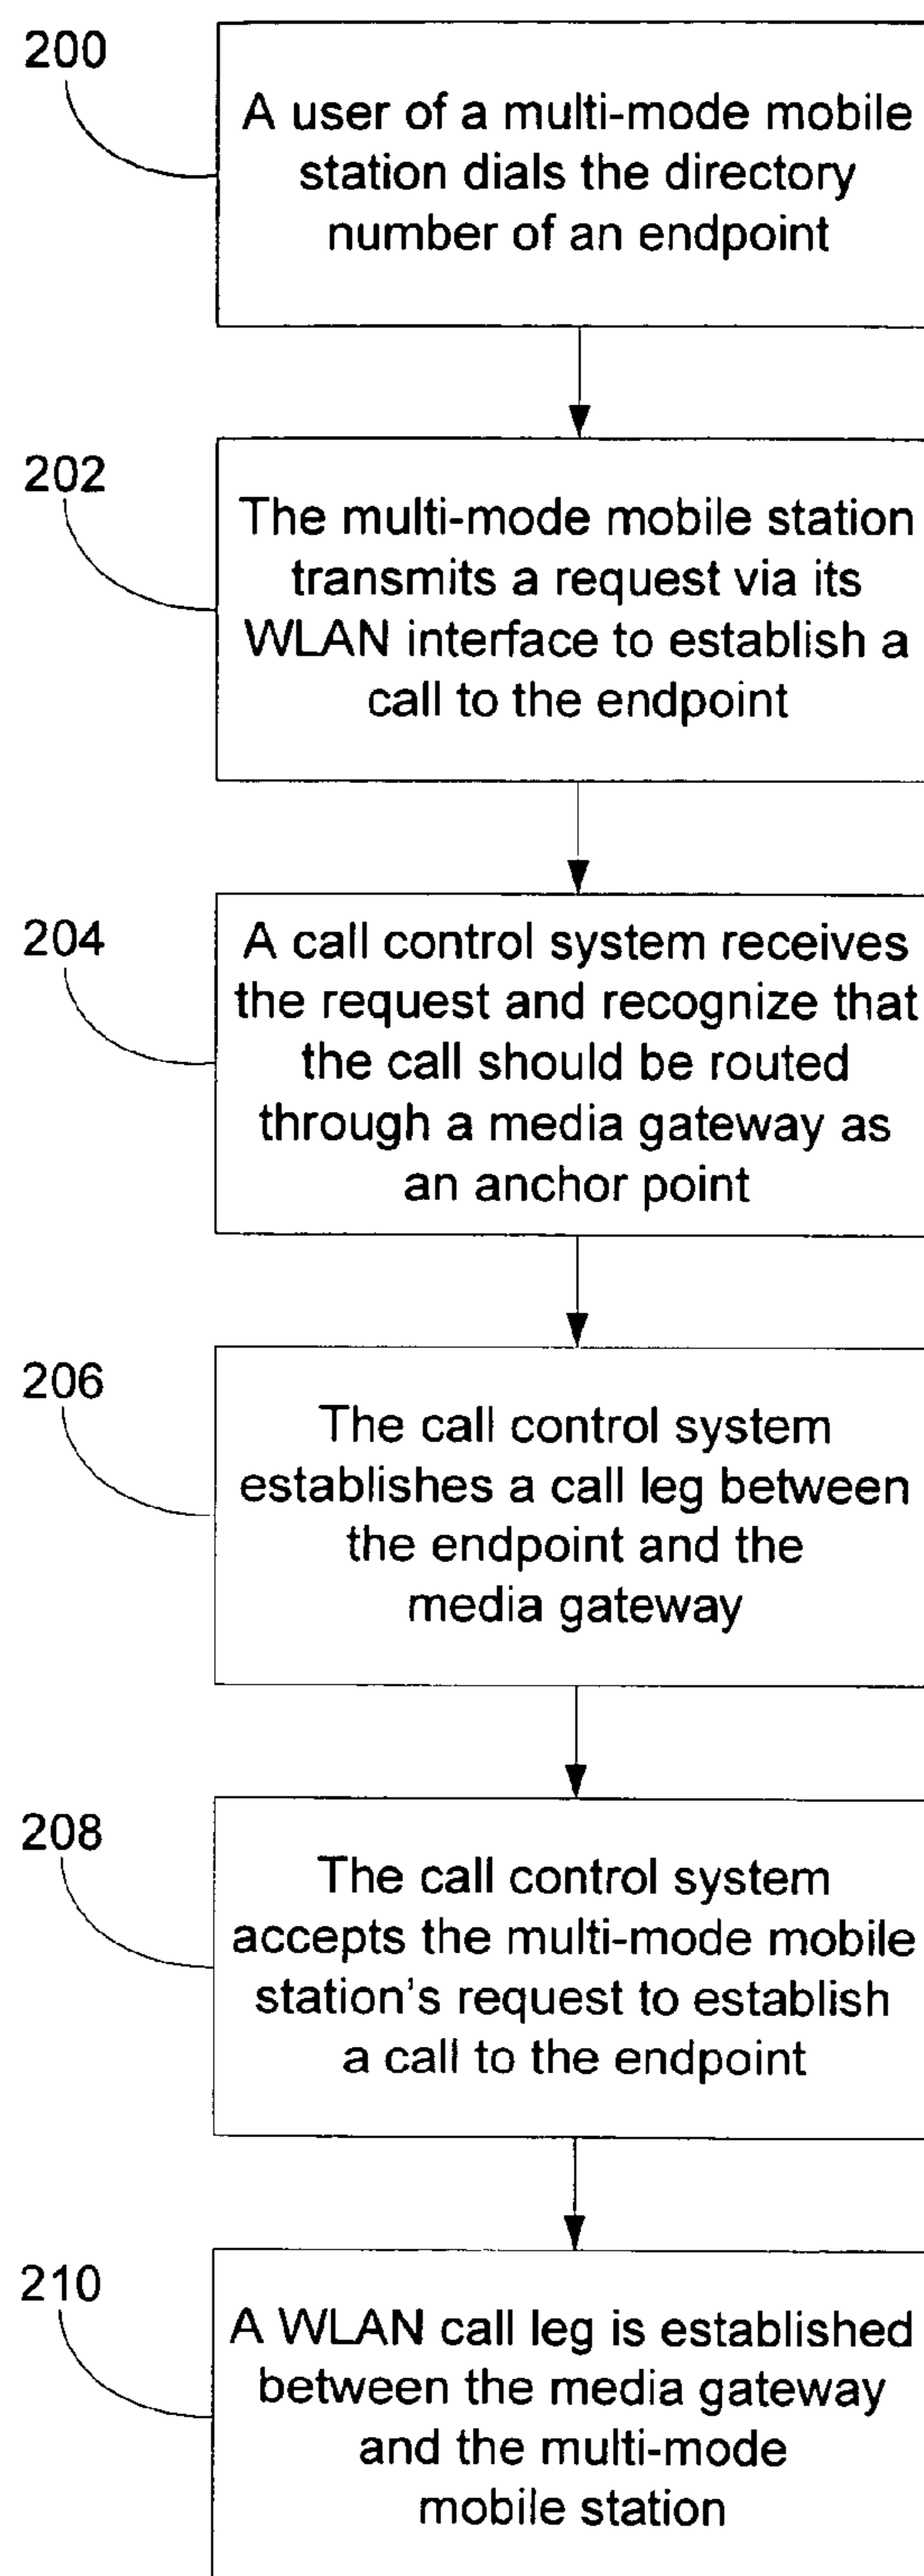 200
A user of a multi-mode mobile
station dials the directory
number of an endpoint
202
The multi-mode mobile station
transmits a request via its
WLAN interface to establish a
call to the endpoint
204
A call control system receives
the request and recognize that
the call should be routed
through a media gateway as
an anchor point
206
The call control system
establishes a call leg between
the endpoint and the
media gateway
208
The call control system
accepts the multi-mode mobile
station's request to establish
a call to the endpoint
210
A WLAN call leg is established
between the media gateway
and the multi-mode
mobile station